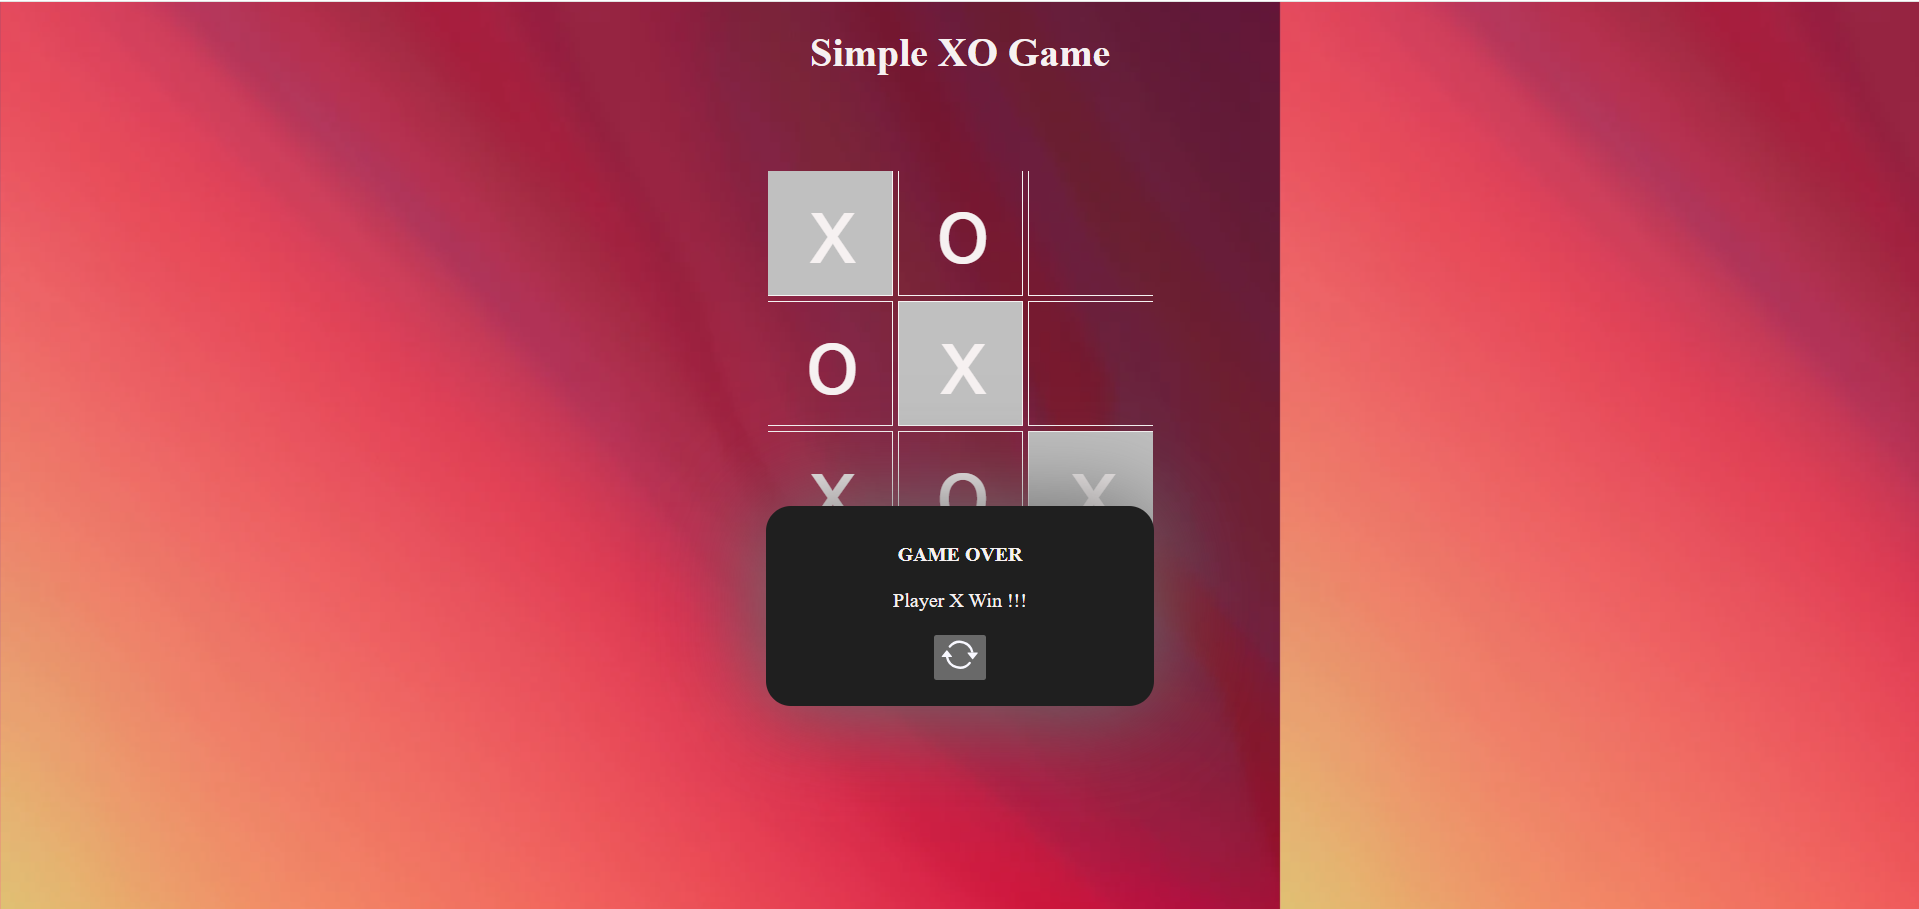 Simple XO Game
X O
O X
X O X
GAME OVER
Player X Win !!!